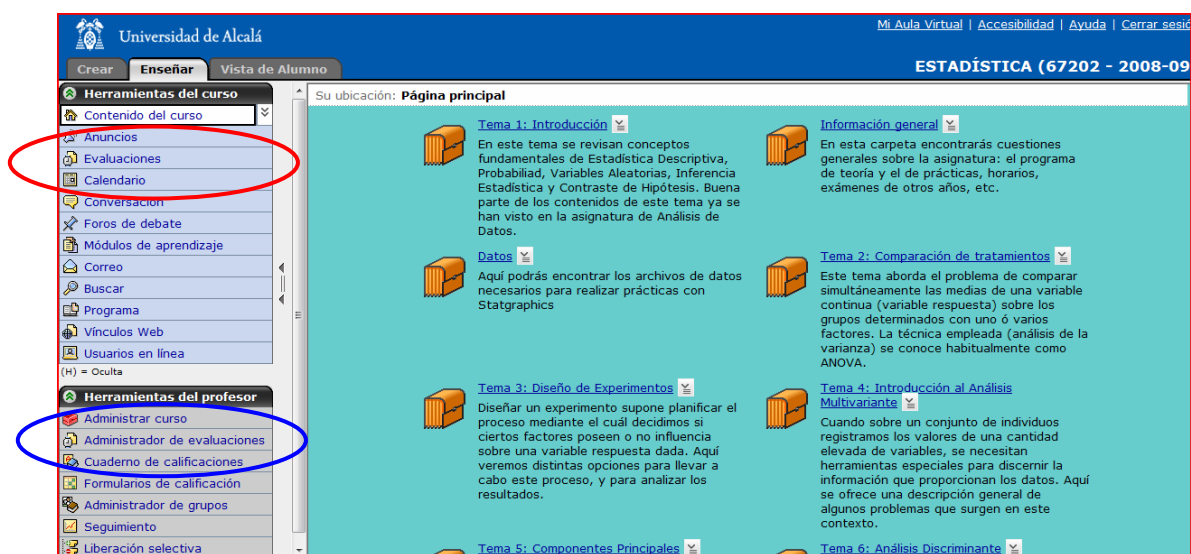 Universidad de Alcalá
Mi Aula Virtual | Accesibilidad | Ayuda | Cerrar sesió
Crear Enseñar Vista de Alumno
ESTADÍSTICA (67202 - 2008-09
Herramientas del curso
Contenido del curso
Anuncios
Evaluaciones
Calendario
Conversación
Foros de debate
Módulos de aprendizaje
Correo
Buscar
Programa
Vínculos Web
Usuarios en línea
(H) = Oculta
Herramientas del profesor
Administrar curso
Administrador de evaluaciones
Cuaderno de calificaciones
Formularios de calificación
Administrador de grupos
Seguimiento
Liberación selectiva
Su ubicación: Página principal
Tema 1: Introducción
En este tema se revisan conceptos
fundamentales de Estadística Descriptiva,
Probabiliad, Variables Aleatorias, Inferencia
Estadística y Contraste de Hipótesis. Buena
parte de los contenidos de este tema ya se
han visto en la asignatura de Análisis de
Datos.
Información general
En esta carpeta encontrarás cuestiones
generales sobre la asignatura: el programa
de teoría y el de prácticas, horarios,
exámenes de otros años, etc.
Datos
Aquí podrás encontrar los archivos de datos
necesarios para realizar prácticas con
Statgraphics
Tema 2: Comparación de tratamientos
Este tema aborda el problema de comparar
simultáneamente las medias de una variable
continua (variable respuesta) sobre los
grupos determinados con uno ó varios
factores. La técnica empleada (análisis de la
varianza) se conoce habitualmente como
ANOVA.
Tema 3: Diseño de Experimentos
Diseñar un experimento supone planificar el
proceso mediante el cuál decidimos si
ciertos factores poseen o no influencia
sobre una variable respuesta dada. Aquí
veremos distintas opciones para llevar a
cabo este proceso, y para analizar los
resultados.
Tema 4: Introducción al Análisis
Multivariante
Cuando sobre un conjunto de individuos
registramos los valores de una cantidad
elevada de variables, se necesitan
herramientas especiales para discernir la
información que proporcionan los datos. Aquí
se ofrece una descripción general de
algunos problemas que surgen en este
contexto.
Tema 5: Componentes Principales
Tema 6: Análisis Discriminante